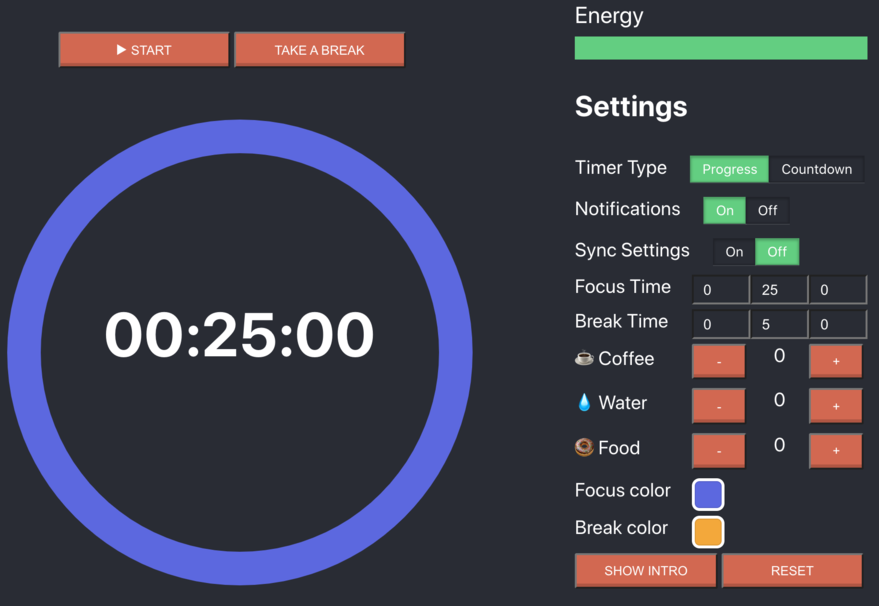 ▶ START
TAKE A BREAK
00:25:00
Energy
Settings
Timer Type Progress Countdown
Notifications On Off
Sync Settings On Off
Focus Time 0 25 0
Break Time 0 5 0
☕ Coffee - 0 +
💧 Water - 0 +
🍩 Food - 0 +
Focus color
Break color
SHOW INTRO RESET